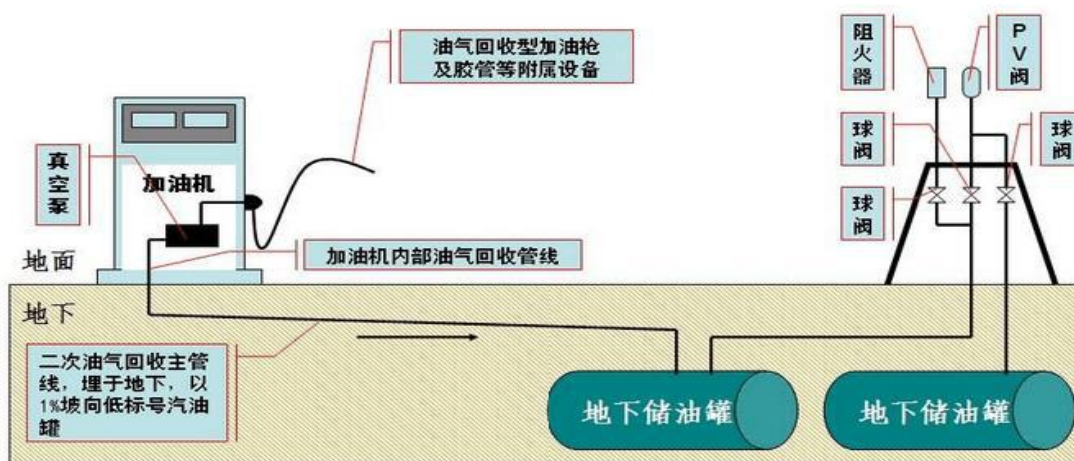 油气回收型加油枪
及胶管等附属设备
阻
火
器
P
V
阀
真
空
泵
加油机
球
阀
球
阀
球
阀
加油机内部油气回收管线
地面
地下
二次油气回收主管
线，埋于地下，以
1%坡向低标号汽油
罐
地下储油罐
地下储油罐